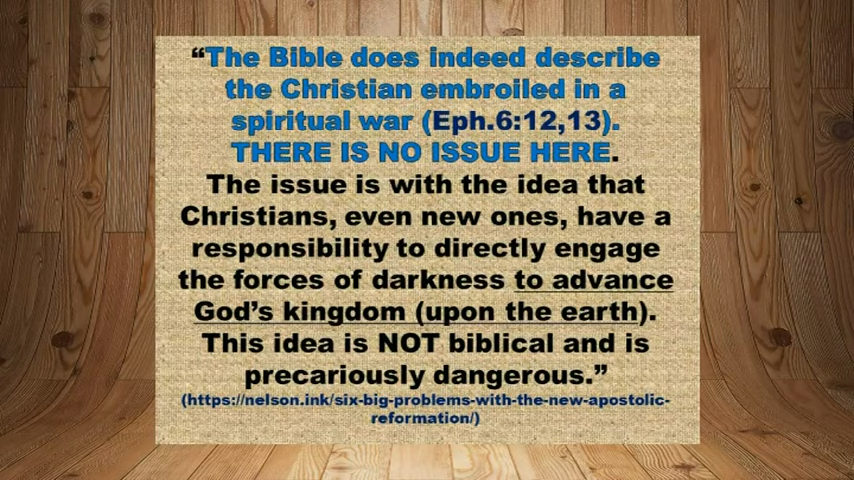 “The Bible does indeed describe
the Christian embroiled in a
spiritual war (Eph.6:12,13).
THERE IS NO ISSUE HERE.
The issue is with the idea that
Christians, even new ones, have a
responsibility to directly engage
the forces of darkness to advance
God’s kingdom (upon the earth).
This idea is NOT biblical and is
precariously dangerous.”
(https://nelson.ink/six-big-problems-with-the-new-apostolic-
reformation/)